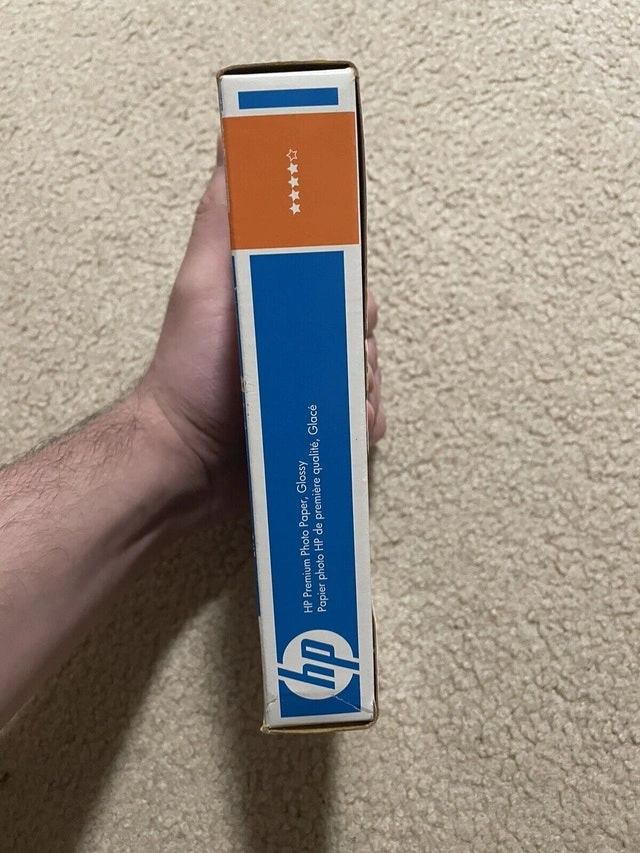 HP Premium Photo Paper, Glossy
Papier photo HP de première qualité, Glacé
hp